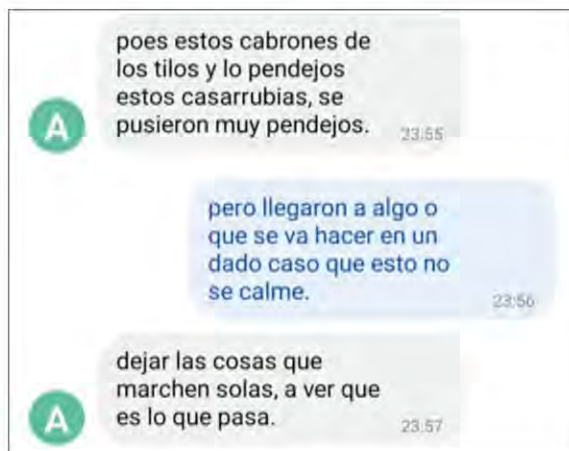 poes estos cabrones de
los tilos y lo pendejos
estos casarrubias, se
pusieron muy pendejos.
23:55
A
pero llegaron a algo o
que se va hacer en un
dado caso que esto no
se calme.
23:56
dejar las cosas que
marchen solas, a ver que
es lo que pasa.
23:57
A